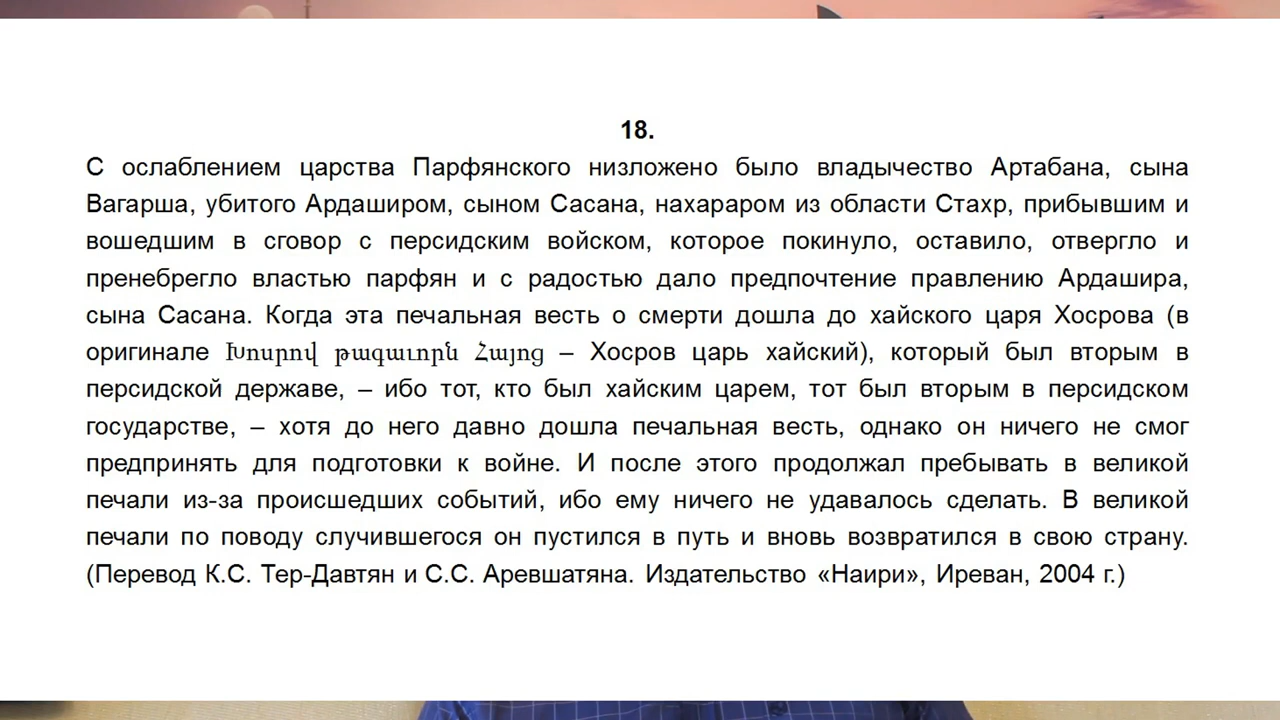 18.
С ослаблением царства Парфянского низложено было владычество Артабана, сына
Вагарша, убитого Ардаширом, сыном Сасана, нахараром из области Стахр, прибывшим и
вошедшим в сговор с персидским войском, которое покинуло, оставило, отвергло и
пренебрегло властью парфян и с радостью дало предпочтение правлению Ардашира,
сына Сасана. Когда эта печальная весть о смерти дошла до хайского царя Хосрова (в
оригинале Խոսրով թագաւորն Հայոց – Хосров царь хайский), который был вторым в
персидской державе, – ибо тот, кто был хайским царем, тот был вторым в персидском
государстве, – хотя до него давно дошла печальная весть, однако он ничего не смог
предпринять для подготовки к войне. И после этого продолжал пребывать в великой
печали из-за происшедших событий, ибо ему ничего не удавалось сделать. В великой
печали по поводу случившегося он пустился в путь и вновь возвратился в свою страну.
(Перевод К.С. Тер-Давтян и С.С. Аревшатяна. Издательство «Наири», Иреван, 2004 г.)